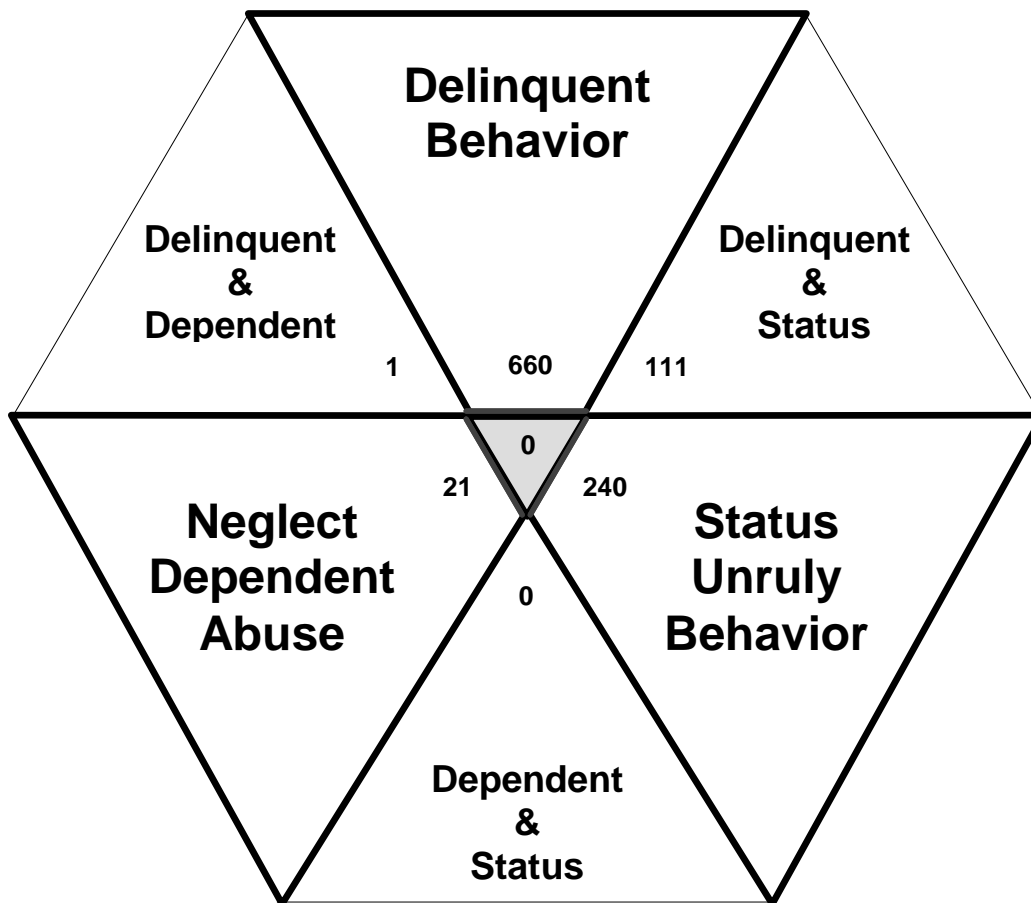 Delinquent
Behavior
Delinquent
&
Dependent
Delinquent
&
Status
1
660
111
0
21
240
Neglect
Dependent
Abuse
Status
Unruly
Behavior
0
Dependent
&
Status